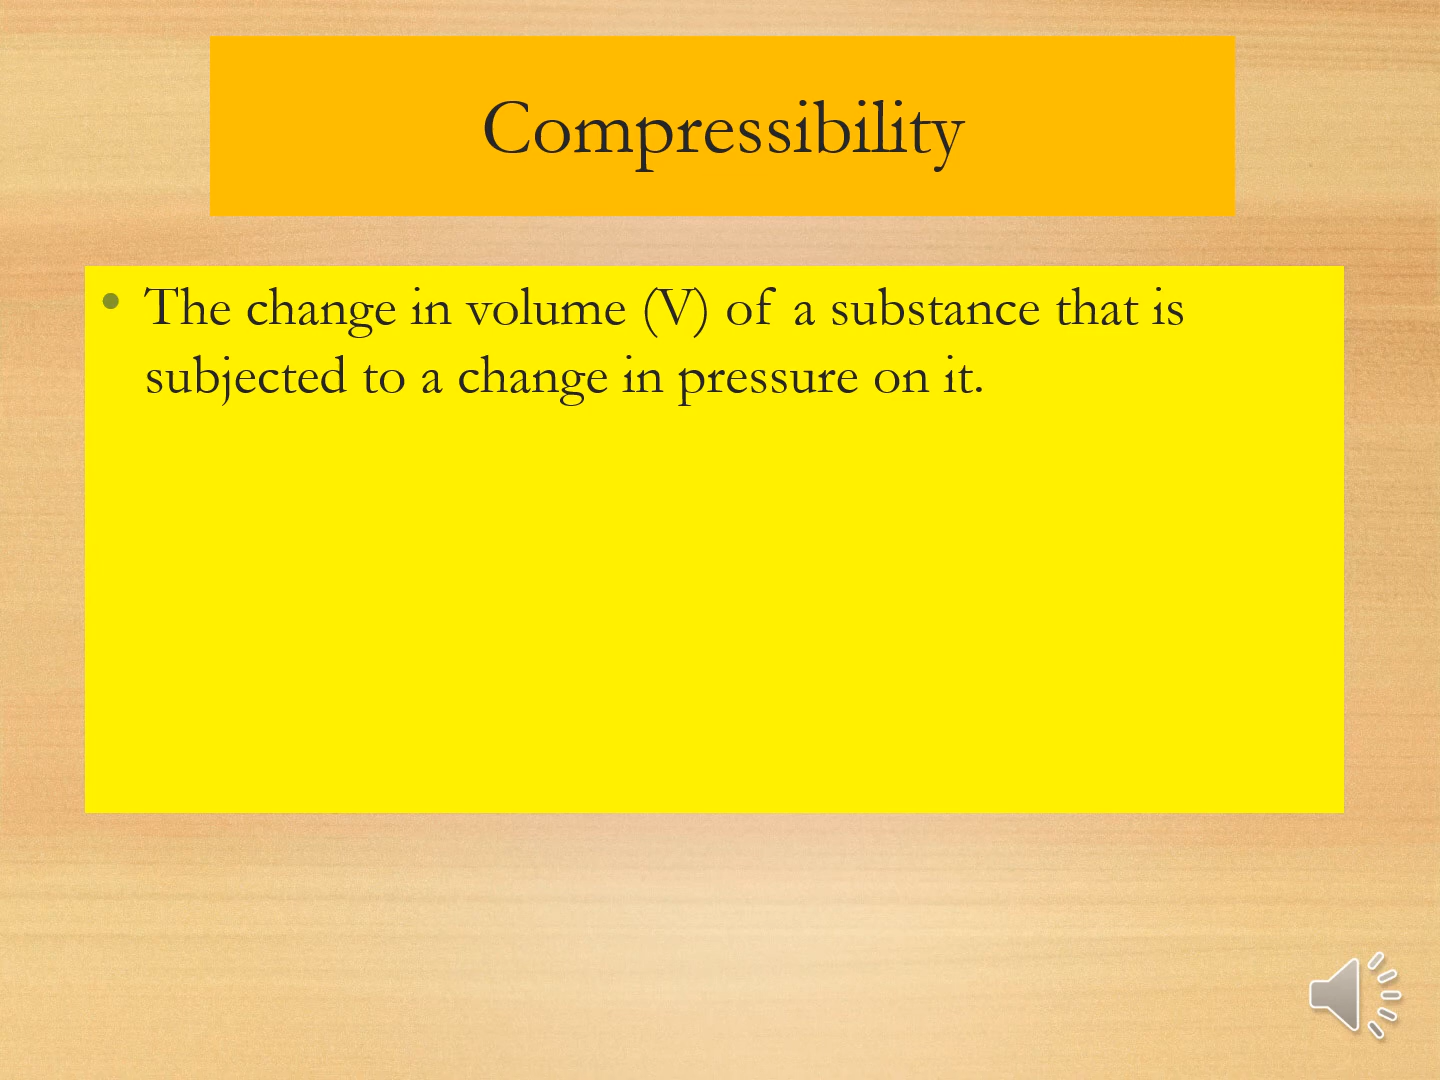 Compressibility
• The change in volume (V) of a substance that is
subjected to a change in pressure on it.